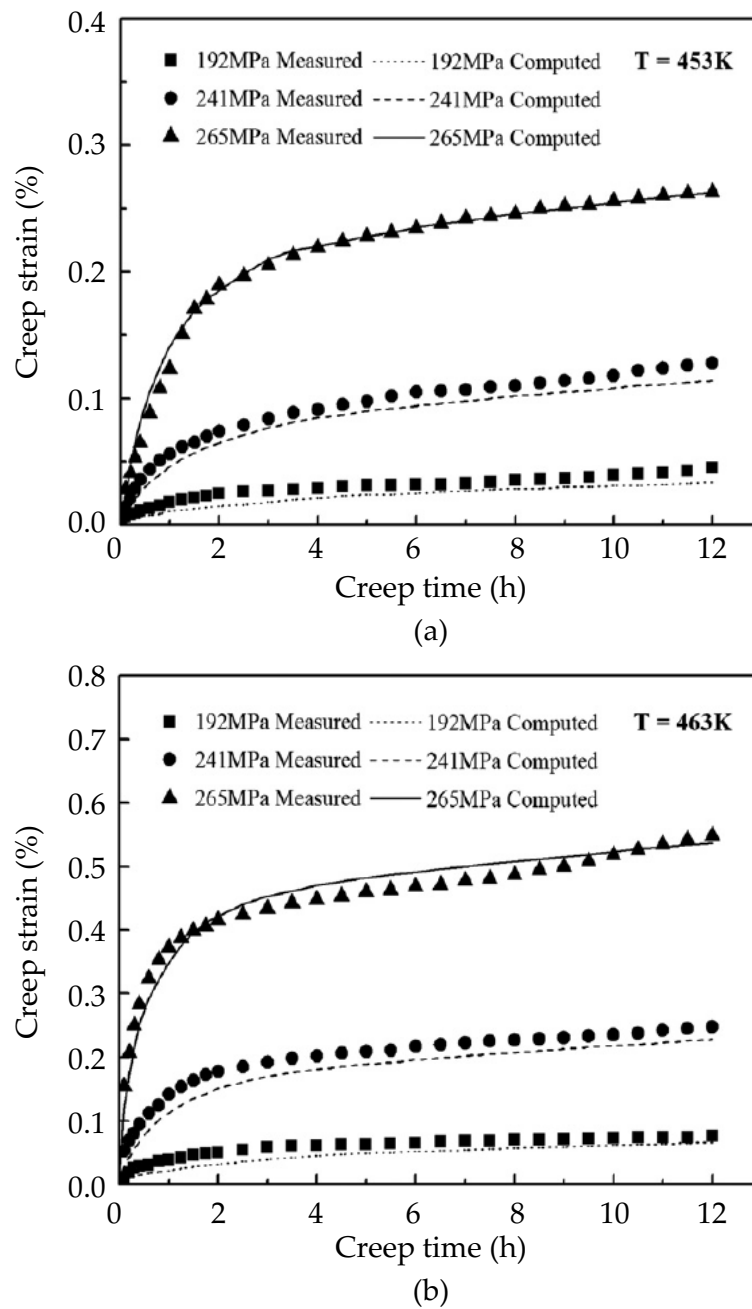 0.4
192MPa Measured 192MPa Computed T = 453K
241MPa Measured 241MPa Computed
265MPa Measured 265MPa Computed
0.3
Creep strain (%)
0.2
0.1
0.0
0 2 4 6 8 10 12
Creep time (h)
(a)
0.8
0.7
192MPa Measured 192MPa Computed T = 463K
241MPa Measured 241MPa Computed
265MPa Measured 265MPa Computed
0.6
0.5
Creep strain (%)
0.4
0.3
0.2
0.1
0.0
0 2 4 6 8 10 12
Creep time (h)
(b)